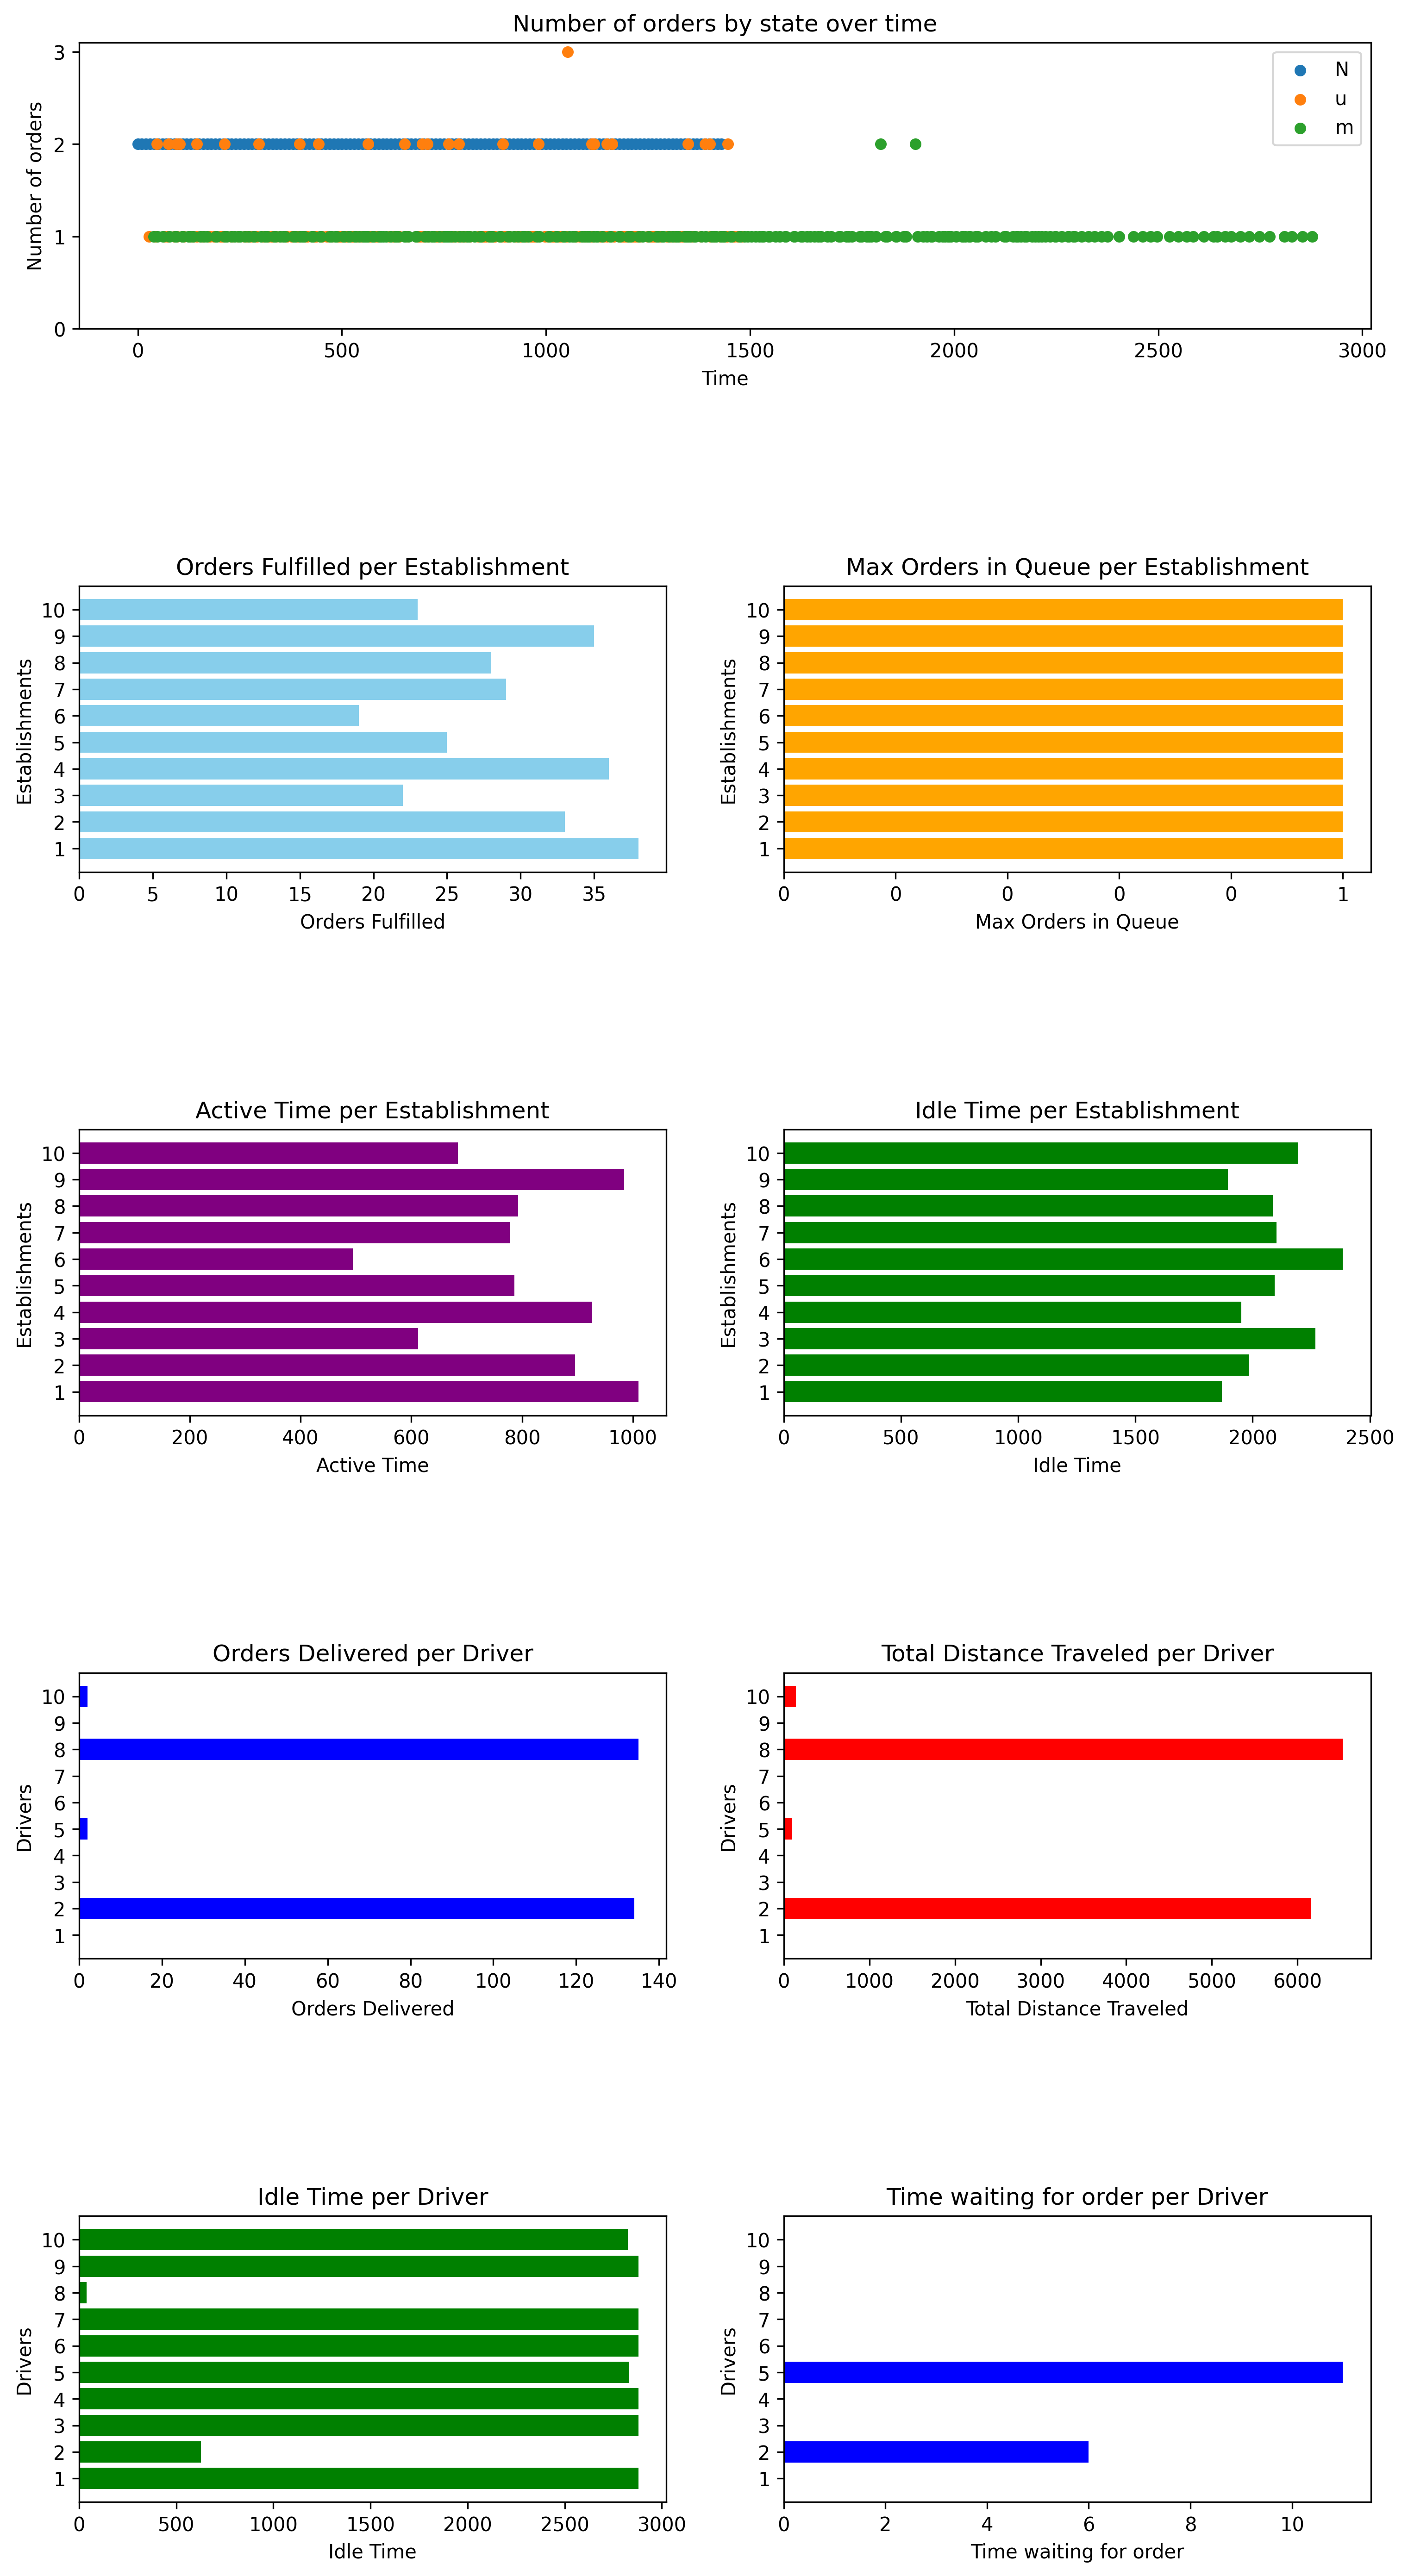 Number of orders by state over time
3
2
1
0
Number of orders
N
u
m
0 500 1000 1500 2000 2500 3000
Time
Orders Fulfilled per Establishment
10
9
8
7
6
5
4
3
2
1
Establishments
0 5 10 15 20 25 30 35
Orders Fulfilled
Max Orders in Queue per Establishment
10
9
8
7
6
5
4
3
2
1
Establishments
0 0 0 0 0 1
Max Orders in Queue
Active Time per Establishment
10
9
8
7
6
5
4
3
2
1
Establishments
0 200 400 600 800 1000
Active Time
Idle Time per Establishment
10
9
8
7
6
5
4
3
2
1
Establishments
0 500 1000 1500 2000 2500
Idle Time
Orders Delivered per Driver
10
9
8
7
6
5
4
3
2
1
Drivers
0 20 40 60 80 100 120 140
Orders Delivered
Total Distance Traveled per Driver
10
9
8
7
6
5
4
3
2
1
Drivers
0 1000 2000 3000 4000 5000 6000
Total Distance Traveled
Idle Time per Driver
10
9
8
7
6
5
4
3
2
1
Drivers
0 500 1000 1500 2000 2500 3000
Idle Time
Time waiting for order per Driver
10
9
8
7
6
5
4
3
2
1
Drivers
0 2 4 6 8 10
Time waiting for order